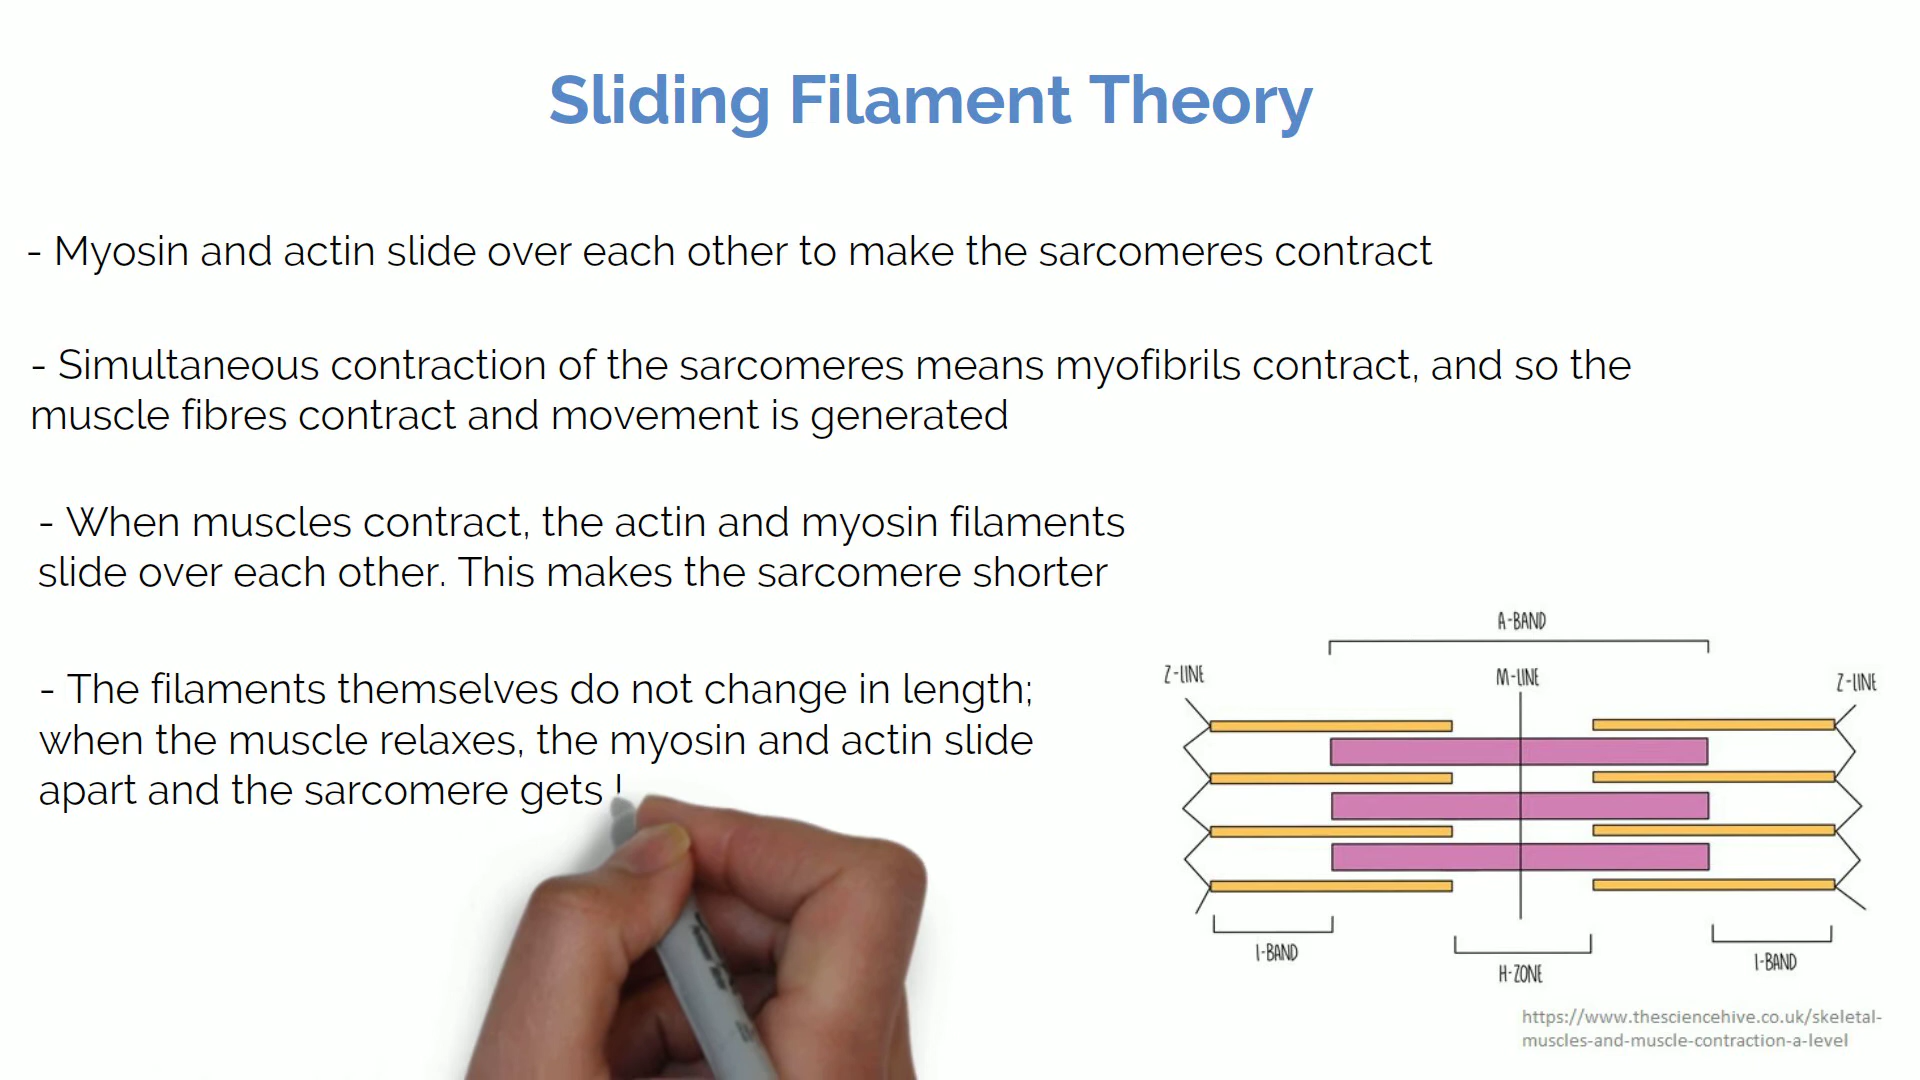 Sliding Filament Theory
- Myosin and actin slide over each other to make the sarcomeres contract
- Simultaneous contraction of the sarcomeres means myofibrils contract, and so the
muscle fibres contract and movement is generated
- When muscles contract, the actin and myosin filaments
slide over each other. This makes the sarcomere shorter
- The filaments themselves do not change in length;
when the muscle relaxes, the myosin and actin slide
apart and the sarcomere gets
A-BAND
Z-LINE
M-LINE
Z-LINE
I-BAND
H-ZONE
I-BAND
https://www.thesciencehive.co.uk/skeletal-
muscles-and-muscle-contraction-a-level